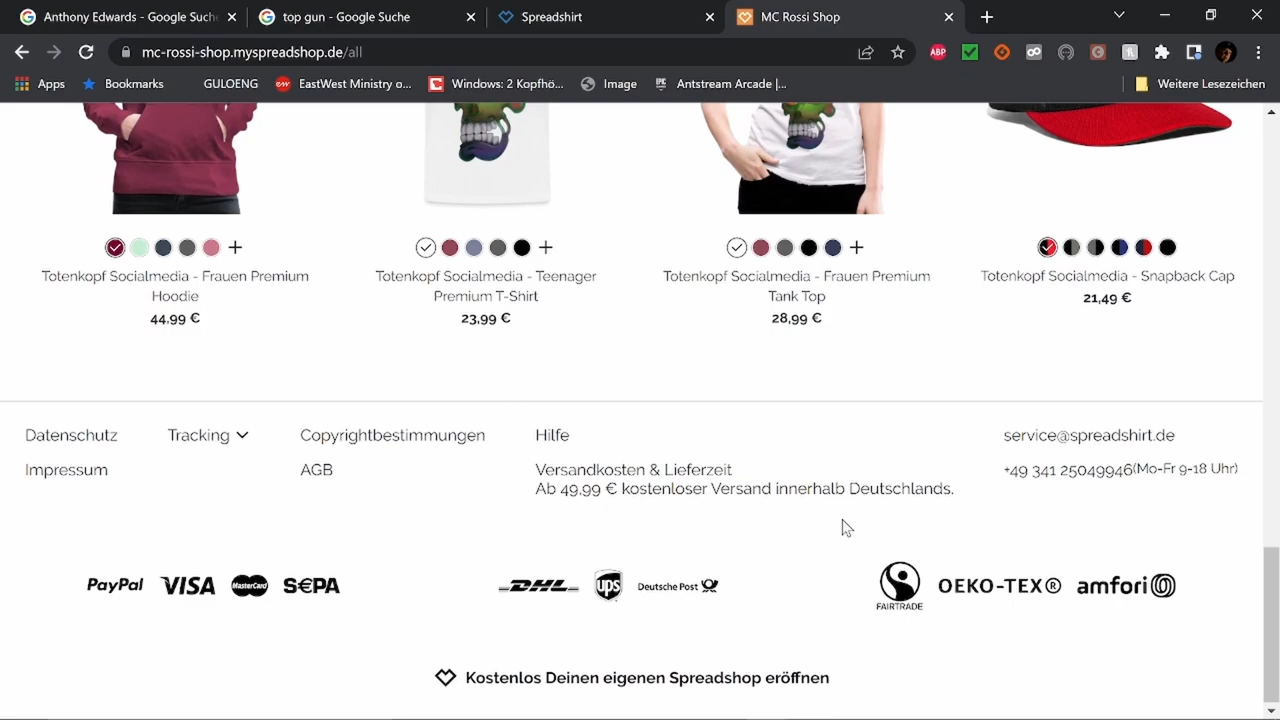 Anthony Edwards - Google Suche
top gun - Google Suche
Spreadshirt
MC Rossi Shop
mc-rossi-shop.myspreadshop.de/all
ABP
Apps
Bookmarks
GULOENG
EastWest Ministry o...
Windows: 2 Kopfhö...
Image
Antstream Arcade |...
Weitere Lesezeichen
Totenkopf Socialmedia - Frauen Premium
Hoodie
44,99 €
Totenkopf Socialmedia - Teenager
Premium T-Shirt
23,99 €
Totenkopf Socialmedia - Frauen Premium
Tank Top
28,99 €
Totenkopf Socialmedia - Snapback Cap
21,49 €
Datenschutz
Tracking
Copyrightbestimmungen
Hilfe
service@spreadshirt.de
Impressum
AGB
Versandkosten & Lieferzeit
Ab 49,99 € kostenloser Versand innerhalb Deutschlands.
+49 341 25049946(Mo-Fr 9-18 Uhr)
PayPal
VISA
MasterCard
S€PA
DHL
ups
Deutsche Post
FAIRTRADE
OEKO-TEX®
amfori
Kostenlos Deinen eigenen Spreadshop eröffnen